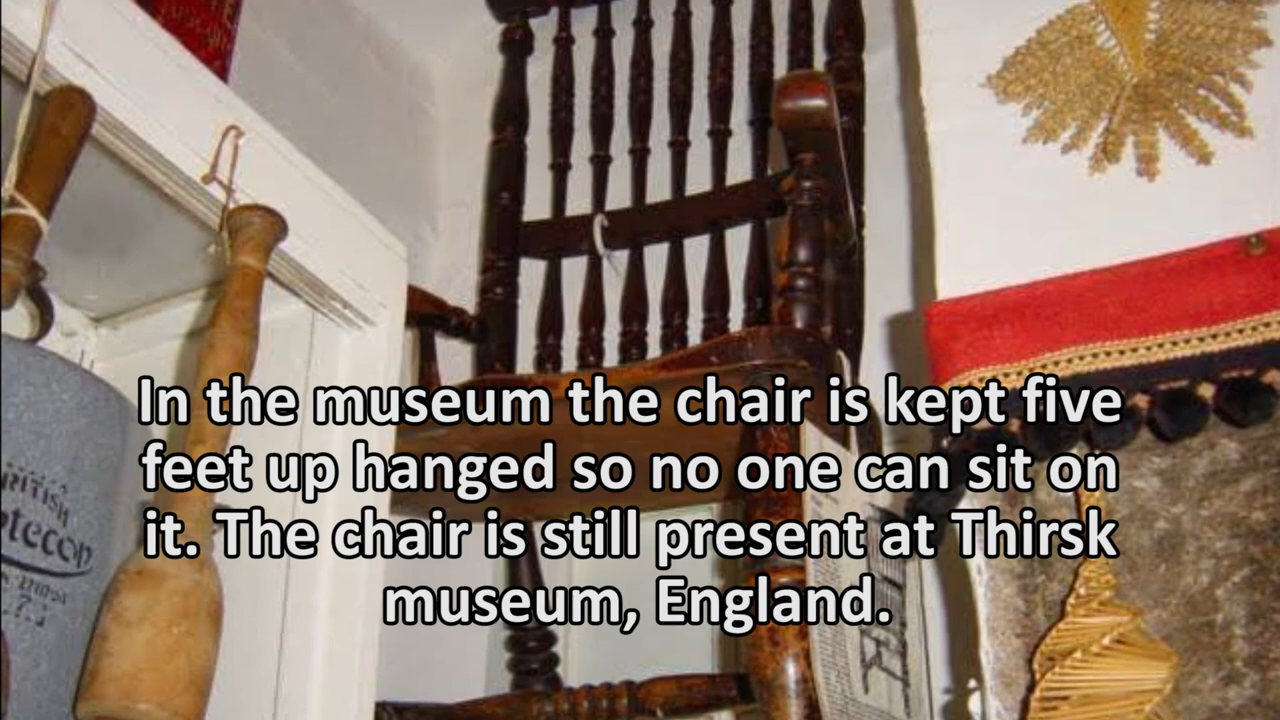 In the museum the chair is kept five
feet up hanged so no one can sit on
it. The chair is still present at Thirsk
museum, England.